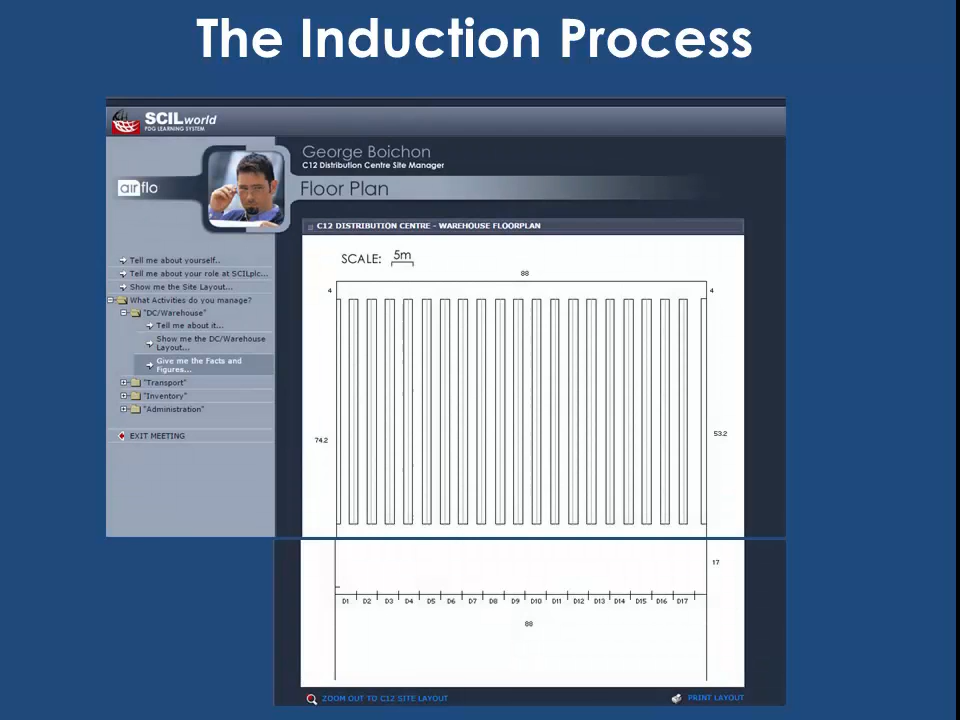 The Induction Process
SCILworld
PDG LEARNING SYSTEM
George Boichon
C12 Distribution Centre Site Manager
airflo
Floor Plan
C12 DISTRIBUTION CENTRE - WAREHOUSE FLOORPLAN
Tell me about yourself..
Tell me about your role at SCILplc...
Show me the Site Layout...
What Activities do you manage?
"DC/Warehouse"
Tell me about it...
Show me the DC/Warehouse
Layout...
Give me the Facts and
Figures...
"Transport"
"Inventory"
"Administration"
EXIT MEETING
SCALE: 5m
88
4 4
74.2 53.2
17
D1 D2 D3 D4 D5 D6 D7 D8 D9 D10 D11 D12 D13 D14 D15 D16 D17
88
ZOOM OUT TO C12 SITE LAYOUT
PRINT LAYOUT